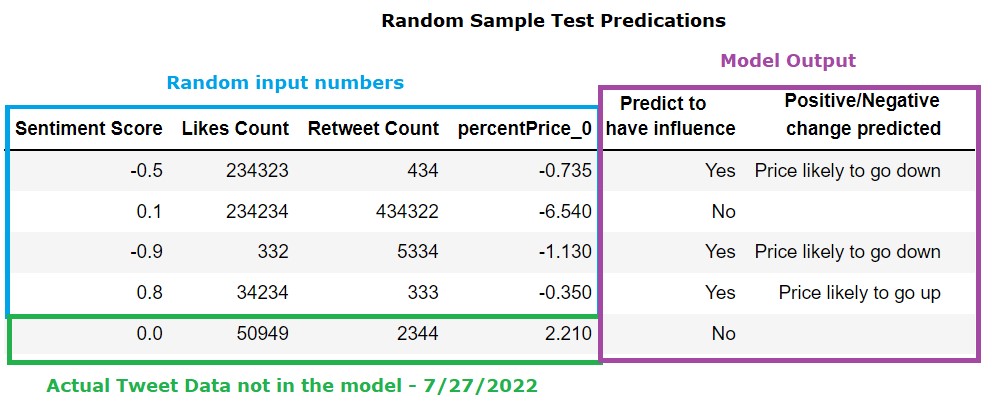 Random Sample Test Predications
Model Output
Random input numbers
Sentiment Score Likes Count Retweet Count percentPrice_0 Predict to have influence Positive/Negative change predicted
-0.5 234323 434 -0.735 Yes Price likely to go down
0.1 234234 434322 -6.540 No
-0.9 332 5334 -1.130 Yes Price likely to go down
0.8 34234 333 -0.350 Yes Price likely to go up
0.0 50949 2344 2.210 No
Actual Tweet Data not in the model - 7/27/2022